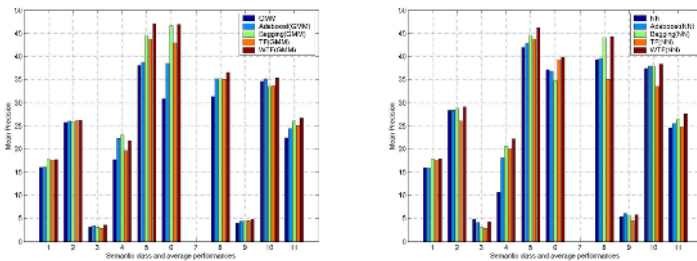 50
45
40
35
30
25
20
15
10
5
0
Mean Precision
GMM
Adaboost(GMM)
Bagging(GMM)
TF(GMM)
WTF(GMM)
1 2 3 4 5 6 7 8 9 10 11
Semantic class and average performances
50
45
40
35
30
25
20
15
10
5
0
Mean Precision
NN
Adaboost(NN)
Bagging(NN)
TF(NN)
WTF(NN)
1 2 3 4 5 6 7 8 9 10 11
Semantic class and average performances